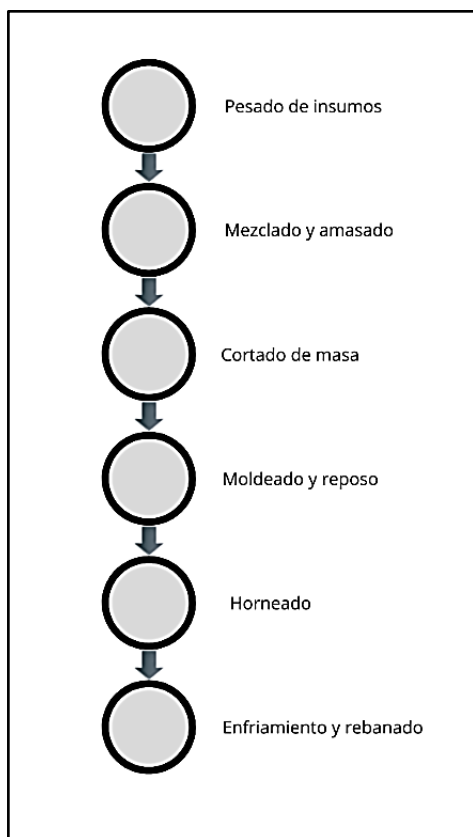 Pesado de insumos
Mezclado y amasado
Cortado de masa
Moldeado y reposo
Horneado
Enfriamiento y rebanado